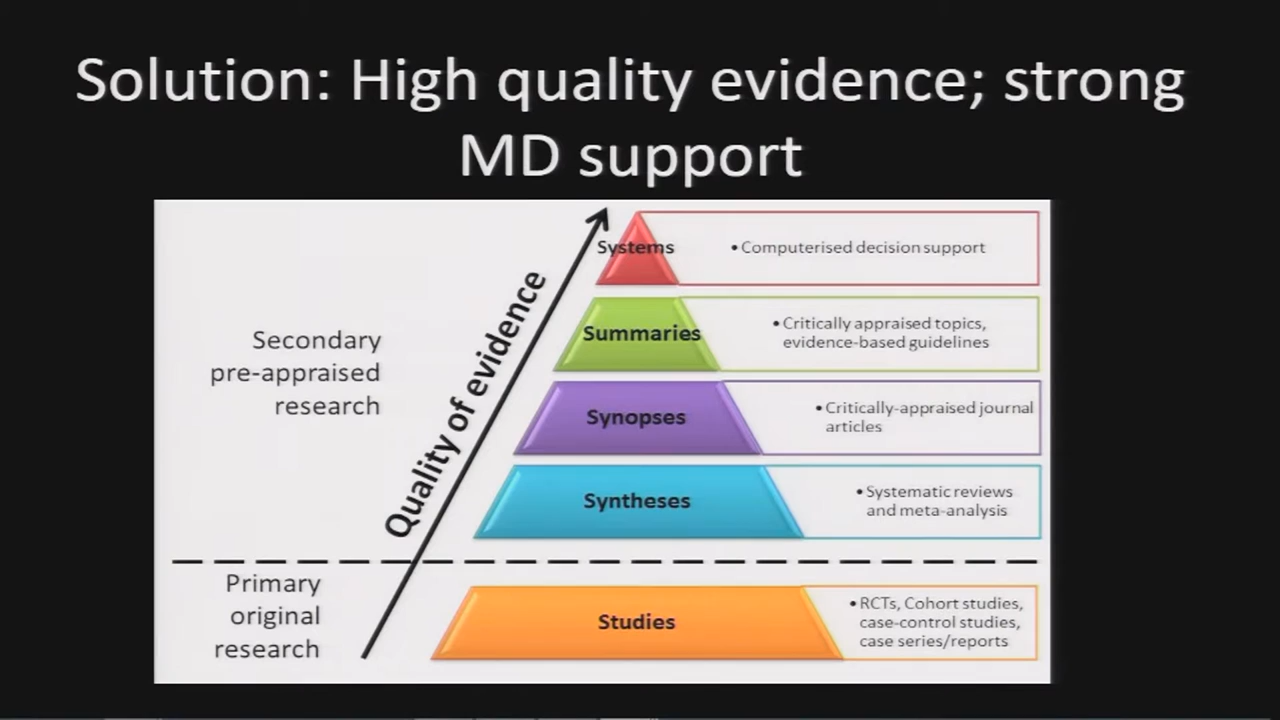 Solution: High quality evidence; strong
MD support
Systems
• Computerised decision support
Summaries
• Critically appraised topics,
evidence-based guidelines
Secondary
pre-appraised
research
Quality of evidence
Synopses
• Critically-appraised journal
articles
Syntheses
• Systematic reviews
and meta-analysis
Primary
original
research
Studies
• RCTs, Cohort studies,
case-control studies,
case series/reports